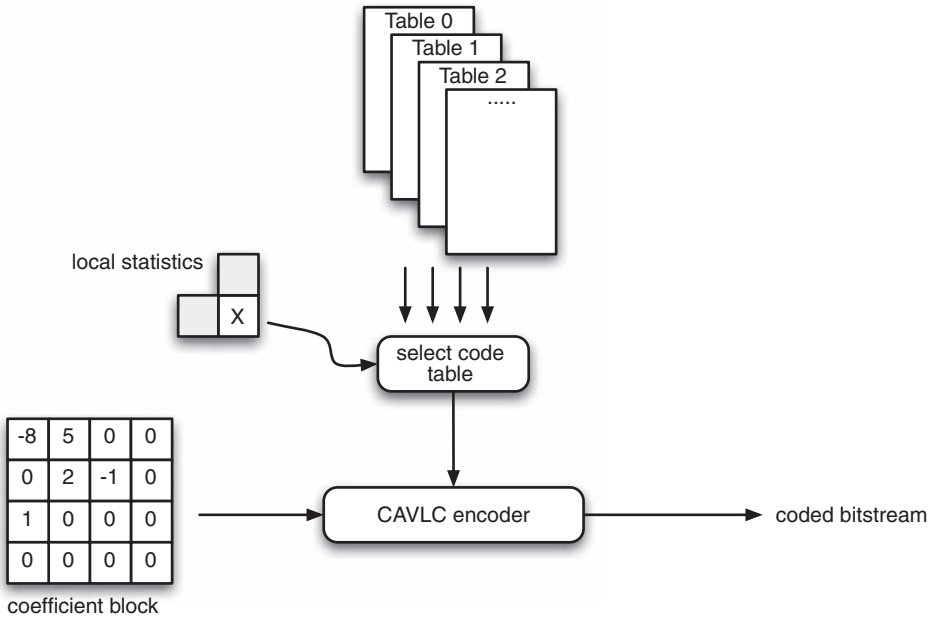 Table 0
Table 1
Table 2
.....
local statistics
X
select code
table
-8 5 0 0
0 2 -1 0
1 0 0 0
0 0 0 0
CAVLC encoder
coded bitstream
coefficient block